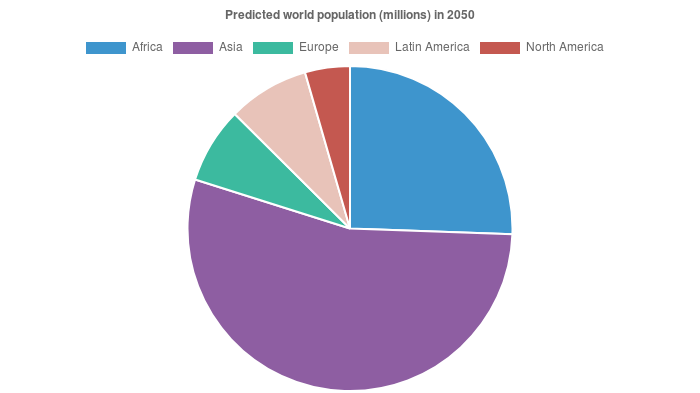 Predicted world population (millions) in 2050
Africa Asia Europe Latin America North America